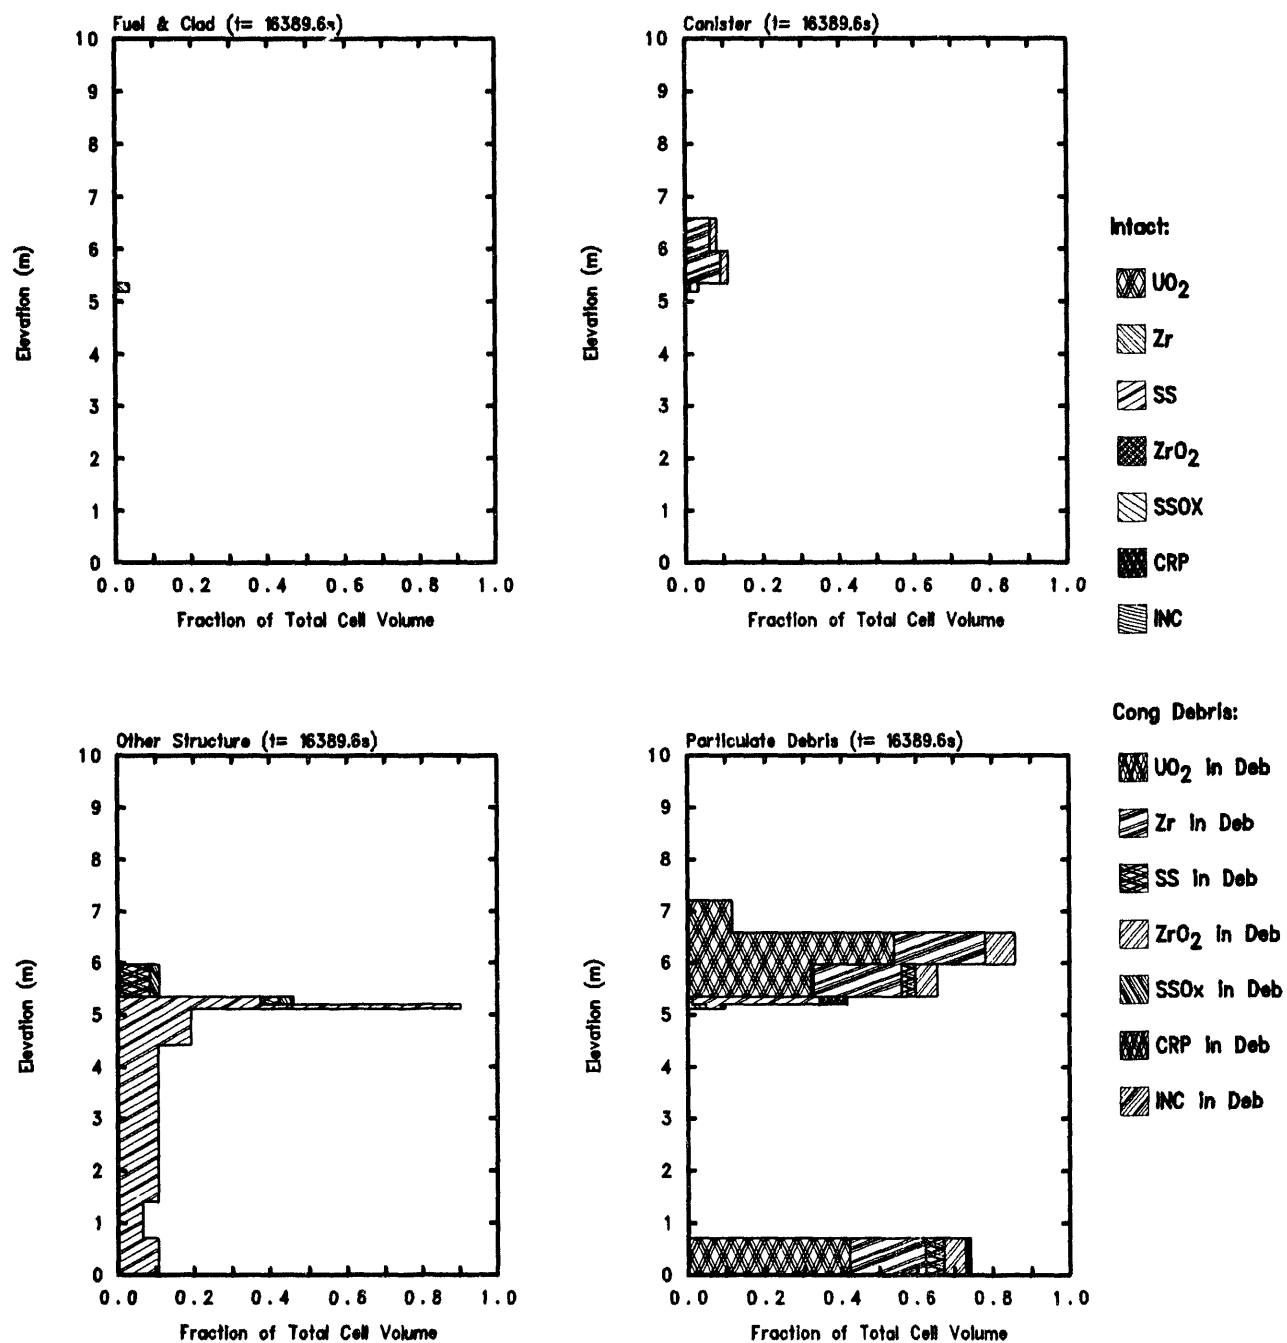 Fuel & Clad (t= 16389.6s)
10
9
8
7
6
5
4
3
2
1
0
Elevation (m)
0.0 0.2 0.4 0.6 0.8 1.0
Fraction of Total Cell Volume
Canister (t= 16389.6s)
10
9
8
7
6
5
4
3
2
1
0
Elevation (m)
0.0 0.2 0.4 0.6 0.8 1.0
Fraction of Total Cell Volume
Intact:
UO2
Zr
SS
ZrO2
SSOX
CRP
INC
Other Structure (t= 16389.6s)
10
9
8
7
6
5
4
3
2
1
0
Elevation (m)
0.0 0.2 0.4 0.6 0.8 1.0
Fraction of Total Cell Volume
Particulate Debris (t= 16389.6s)
10
9
8
7
6
5
4
3
2
1
0
Elevation (m)
0.0 0.2 0.4 0.6 0.8 1.0
Fraction of Total Cell Volume
Cong Debris:
UO2 in Deb
Zr in Deb
SS in Deb
ZrO2 in Deb
SSOx in Deb
CRP in Deb
INC in Deb